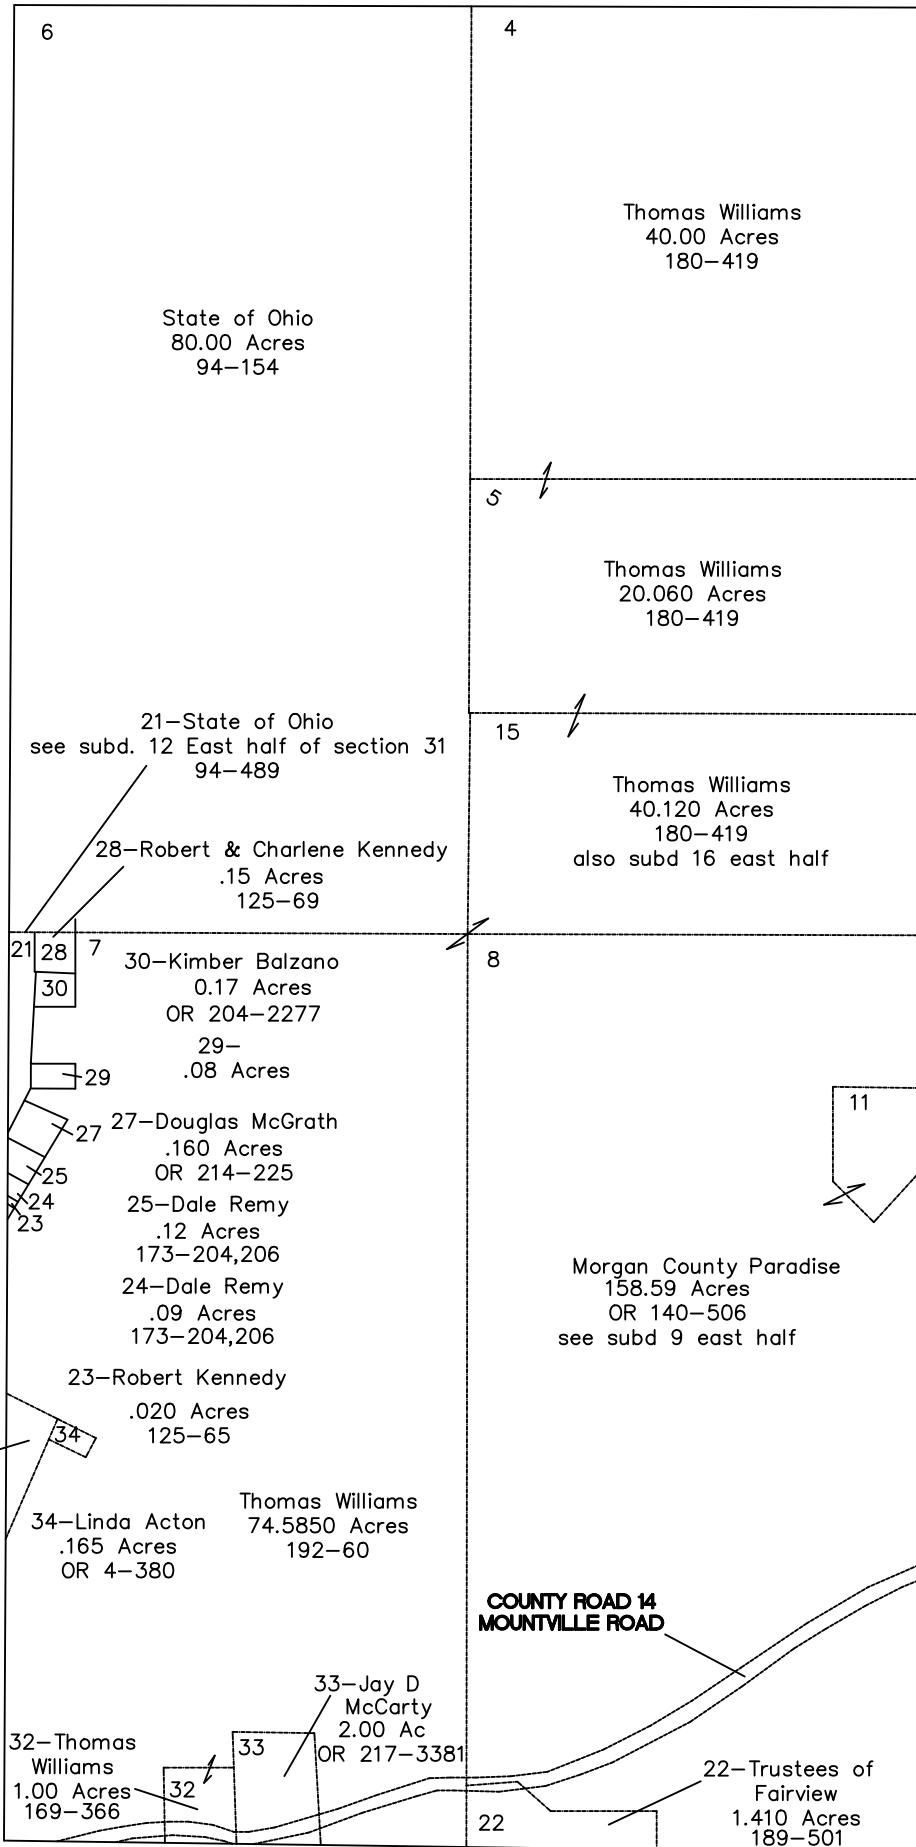 6
4
Thomas Williams
40.00 Acres
180-419
State of Ohio
80.00 Acres
94-154
5
Thomas Williams
20.060 Acres
180-419
21-State of Ohio
see subd. 12 East half of section 31
94-489
15
Thomas Williams
40.120 Acres
180-419
also subd 16 east half
28-Robert & Charlene Kennedy
.15 Acres
125-69
21
28
7
30
30-Kimber Balzano
0.17 Acres
OR 204-2277
29-
.08 Acres
29
8
11
27
27-Douglas McGrath
.160 Acres
OR 214-225
25
24
23
25-Dale Remy
.12 Acres
173-204,206
24-Dale Remy
.09 Acres
173-204,206
Morgan County Paradise
158.59 Acres
OR 140-506
see subd 9 east half
23-Robert Kennedy
.020 Acres
125-65
34
34-Linda Acton
.165 Acres
OR 4-380
Thomas Williams
74.5850 Acres
192-60
COUNTY ROAD 14
MOUNTVILLE ROAD
33-Jay D
McCarty
2.00 Ac
OR 217-3381
32-Thomas
Williams
1.00 Acres
169-366
33
32
22
22-Trustees of
Fairview
1.410 Acres
189-501